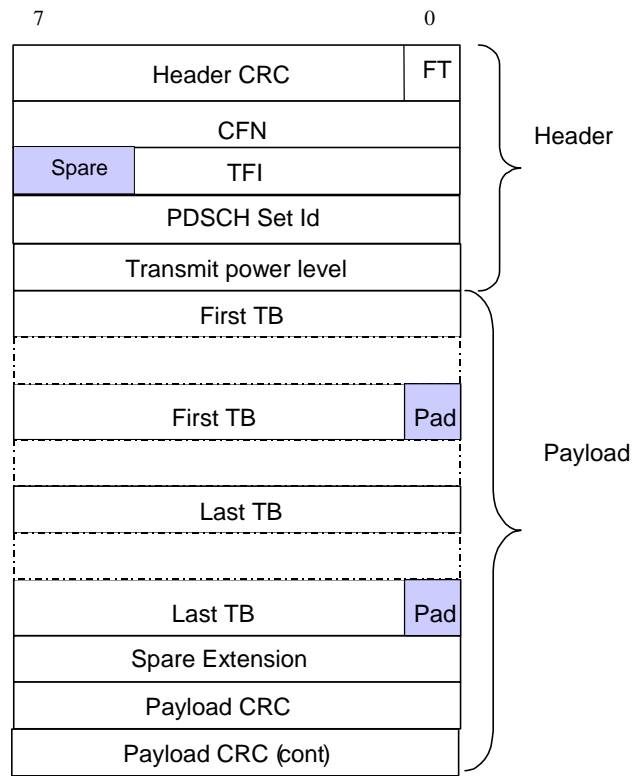 7 0
Header CRC FT
CFN
Spare TFI
PDSCH Set Id
Transmit power level
Header
First TB
First TB Pad
Last TB
Last TB Pad
Spare Extension
Payload CRC
Payload CRC (cont)
Payload